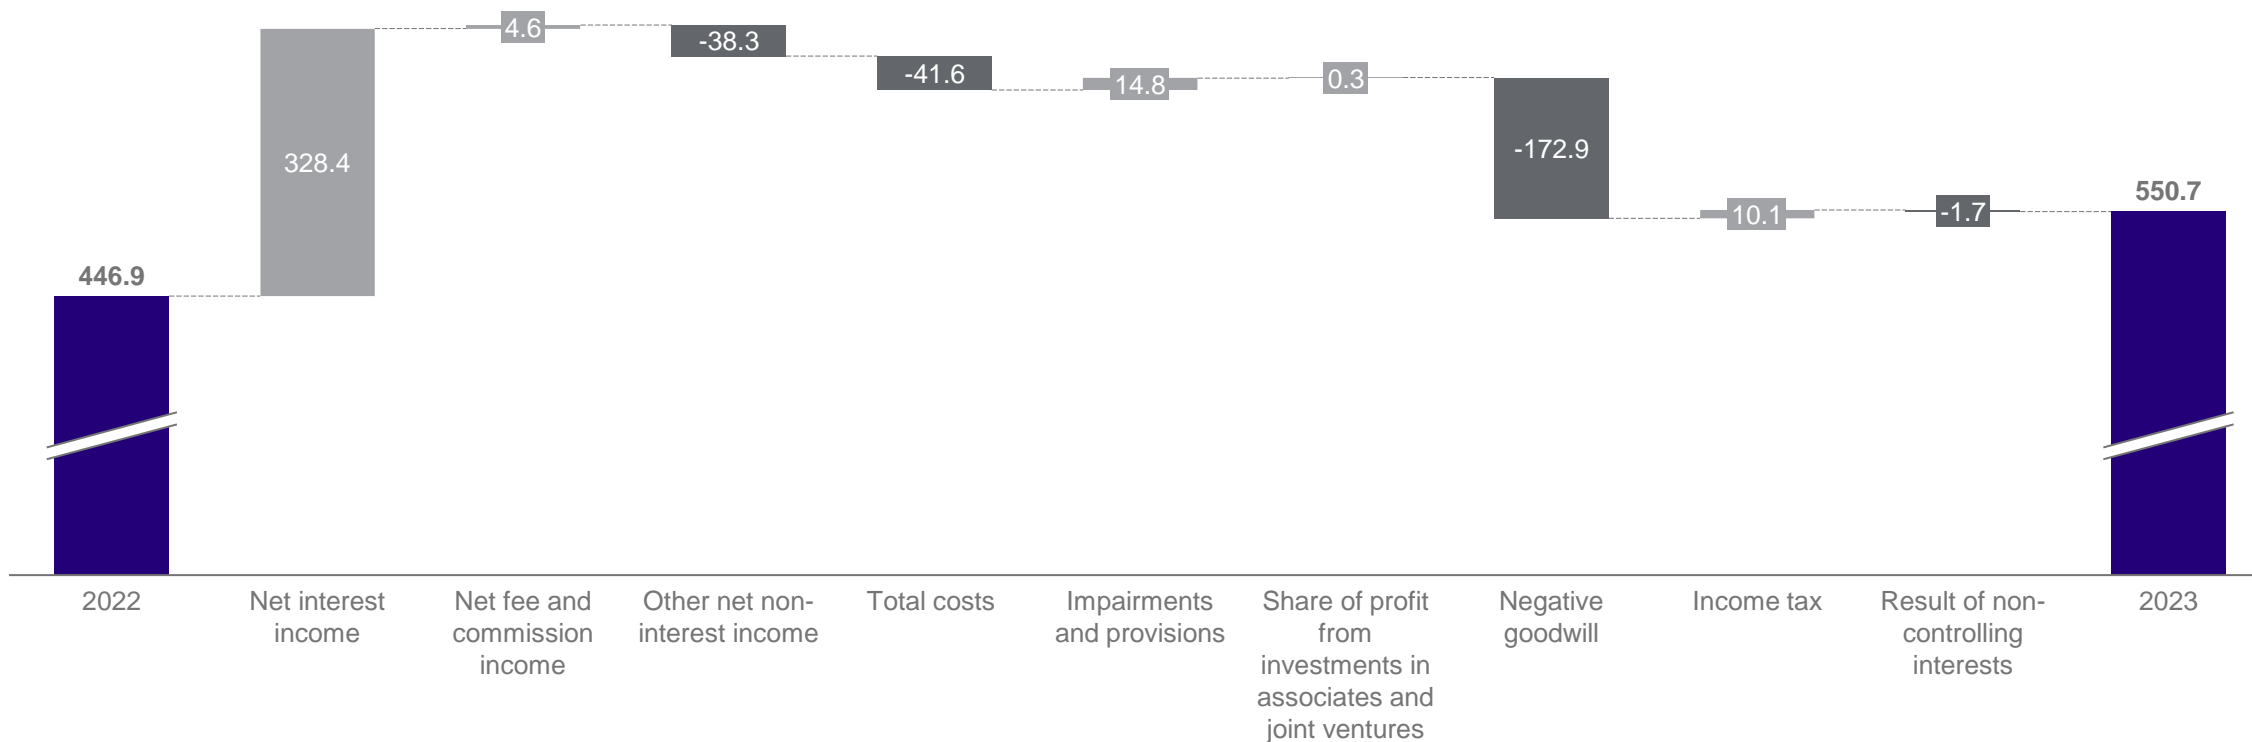 4.6
-38.3
-41.6
14.8
0.3
328.4
-172.9
550.7
10.1
-1.7
446.9
2022
Net interest
income
Net fee and
commission
income
Other net non-
interest income
Total costs
Impairments
and provisions
Share of profit
from
investments in
associates and
joint ventures
Negative
goodwill
Income tax
Result of non-
controlling
interests
2023